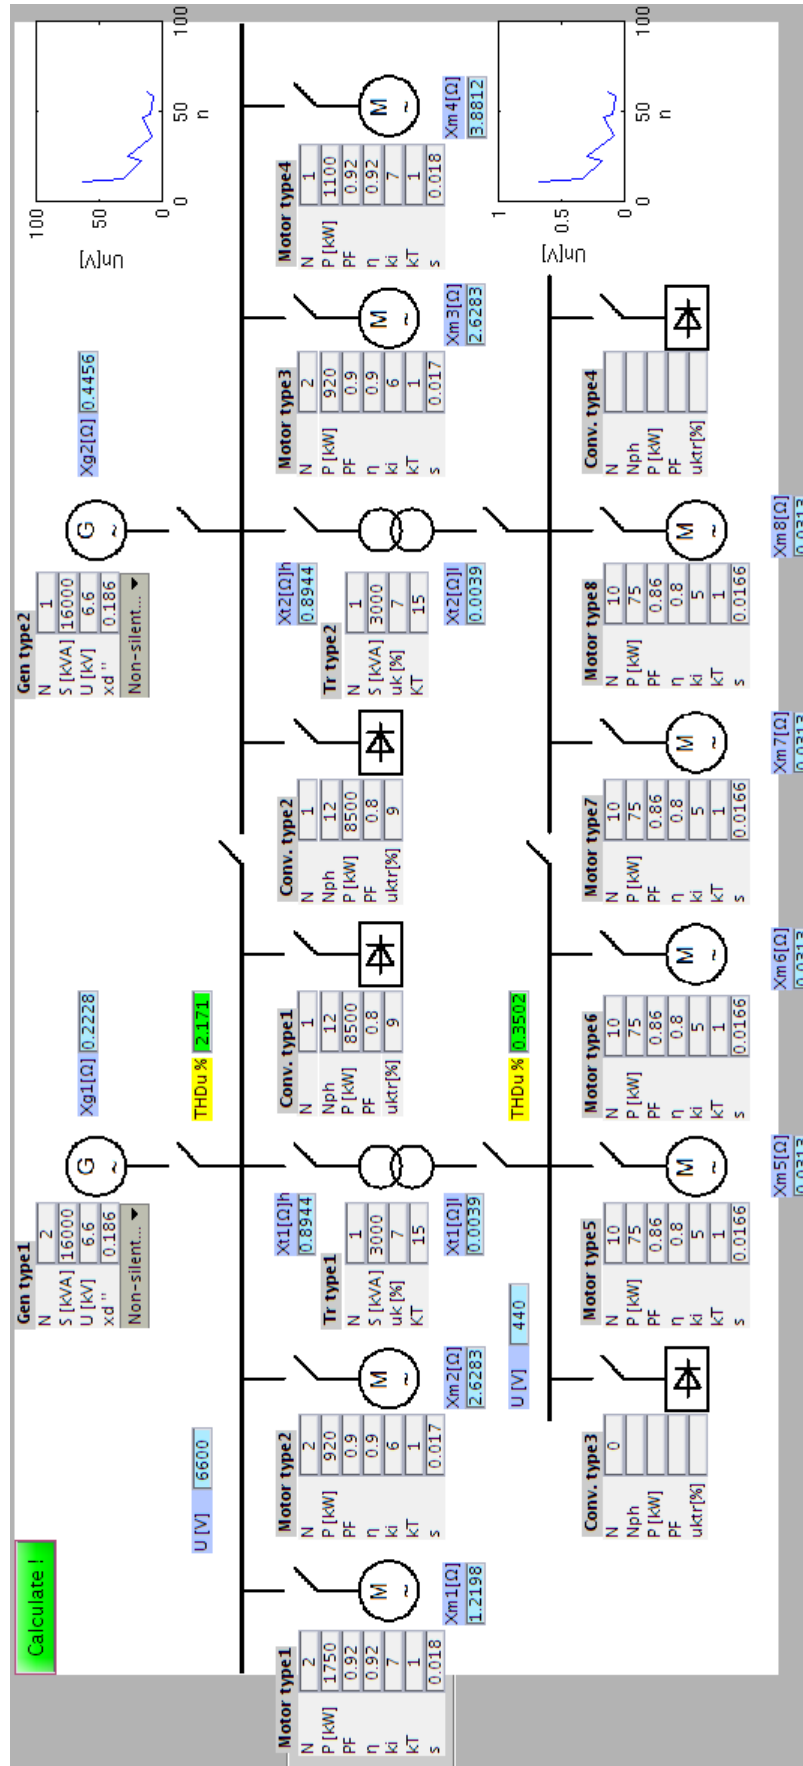 Calculate !
Gen type1
N 2
S [kVA] 16000
U [kV] 6.6
xd '' 0.186
Non-silent...
Xg1[Ω] 0.2228
Gen type2
N 1
S [kVA] 16000
U [kV] 6.6
xd '' 0.186
Non-silent...
Xg2[Ω] 0.4456
G
~
G
~
100
50
0
Un[V]
0 50 100
n
U [V] 6600
THDu % 2.171
Motor type1
N 2
P [kW] 1750
PF 0.92
η 0.92
ki 7
kT 1
s 0.018
M
~
Xm1[Ω]
1.2198
Motor type2
N 2
P [kW] 920
PF 0.9
η 0.9
ki 6
kT 1
s 0.017
M
~
Xm2[Ω]
2.6283
Xt1[Ω]h
0.8944
Tr type1
N 1
S [kVA] 3000
uk [%] 7
KT 15
Xt1[Ω]l
0.0039
Conv. type1
N 1
Nph 12
P [kW] 8500
PF 0.8
uktr[%] 9
Conv. type2
N 1
Nph 12
P [kW] 8500
PF 0.8
uktr[%] 9
Xt2[Ω]h
0.8944
Tr type2
N 1
S [kVA] 3000
uk [%] 7
KT 15
Xt2[Ω]l
0.0039
Motor type3
N 2
P [kW] 920
PF 0.9
η 0.9
ki 6
kT 1
s 0.017
M
~
Xm3[Ω]
2.6283
Motor type4
N 1
P [kW] 1100
PF 0.92
η 0.92
ki 7
kT 1
s 0.018
M
~
Xm4[Ω]
3.8812
U [V] 440
THDu % 0.3502
1
0.5
0
Un[V]
0 50 100
n
Conv. type3
N 0
Nph
P [kW]
PF
uktr[%]
Motor type5
N 10
P [kW] 75
PF 0.86
η 0.8
ki 5
kT 1
s 0.0166
M
~
Xm5[Ω]
0.0313
Motor type6
N 10
P [kW] 75
PF 0.86
η 0.8
ki 5
kT 1
s 0.0166
M
~
Xm6[Ω]
0.0313
Motor type7
N 10
P [kW] 75
PF 0.86
η 0.8
ki 5
kT 1
s 0.0166
M
~
Xm7[Ω]
0.0313
Motor type8
N 10
P [kW] 75
PF 0.86
η 0.8
ki 5
kT 1
s 0.0166
M
~
Xm8[Ω]
0.0313
Conv. type4
N
Nph
P [kW]
PF
uktr[%]